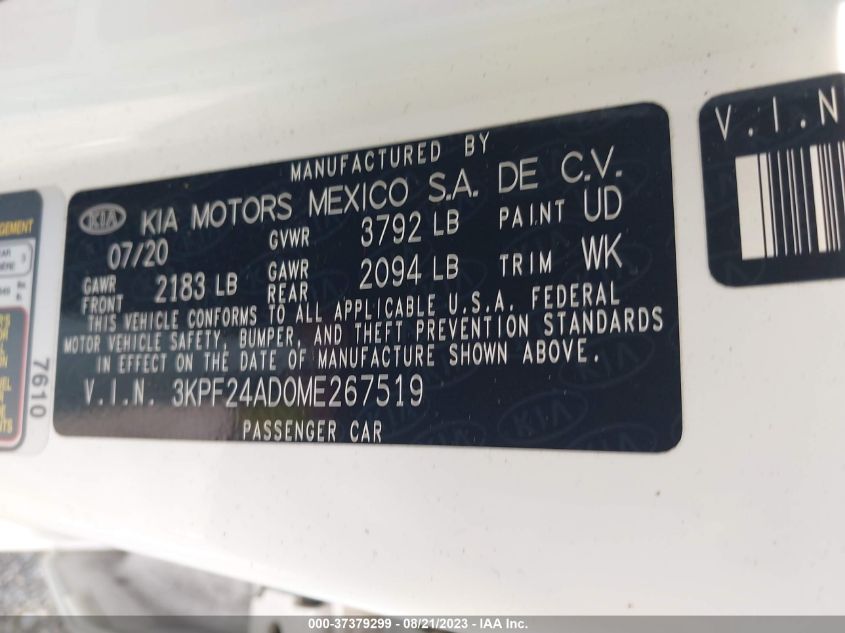 MANUFACTURED BY
KIA KIA MOTORS MEXICO S.A. DE C.V.
07/20 GVWR 3792 LB PAINT UD
GAWR FRONT 2183 LB GAWR REAR 2094 LB TRIM WK
THIS VEHICLE CONFORMS TO ALL APPLICABLE U.S.A. FEDERAL
MOTOR VEHICLE SAFETY, BUMPER, AND THEFT PREVENTION STANDARDS
IN EFFECT ON THE DATE OF MANUFACTURE SHOWN ABOVE.
V.I.N. 3KPF24AD0ME267519
PASSENGER CAR
V.I.N
7610
000-37379299 - 08/21/2023 - IAA Inc.